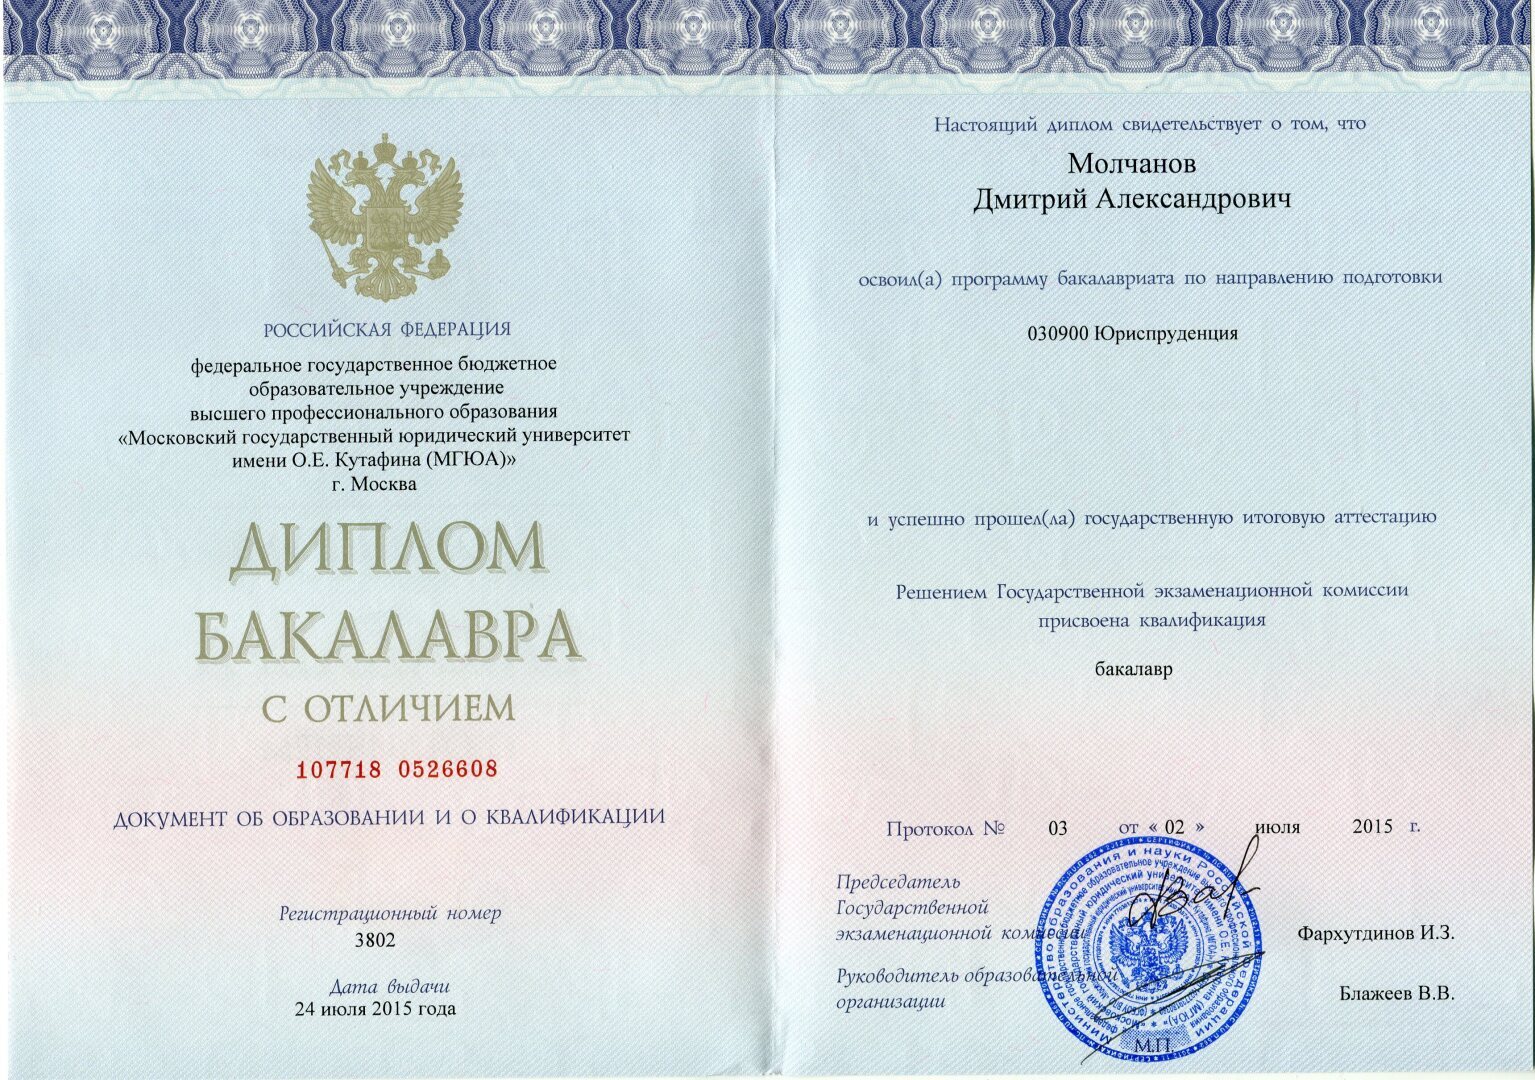 РОССИЙСКАЯ ФЕДЕРАЦИЯ
федеральное государственное бюджетное
образовательное учреждение
высшего профессионального образования
«Московский государственный юридический университет
имени О.Е. Кутафина (МГЮА)»
г. Москва
ДИПЛОМ
БАКАЛАВРА
С ОТЛИЧИЕМ
107718 0526608
ДОКУМЕНТ ОБ ОБРАЗОВАНИИ И О КВАЛИФИКАЦИИ
Регистрационный номер
3802
Дата выдачи
24 июля 2015 года
Настоящий диплом свидетельствует о том, что
Молчанов
Дмитрий Александрович
освоил(а) программу бакалавриата по направлению подготовки
030900 Юриспруденция
и успешно прошел(ла) государственную итоговую аттестацию
Решением Государственной экзаменационной комиссии
присвоена квалификация
бакалавр
Протокол № 03 от « 02 » июля 2015 г.
Председатель
Государственной
экзаменационной комиссии
Фархутдинов И.З.
Руководитель образовательной
организации
Блажеев В.В.
М.П.